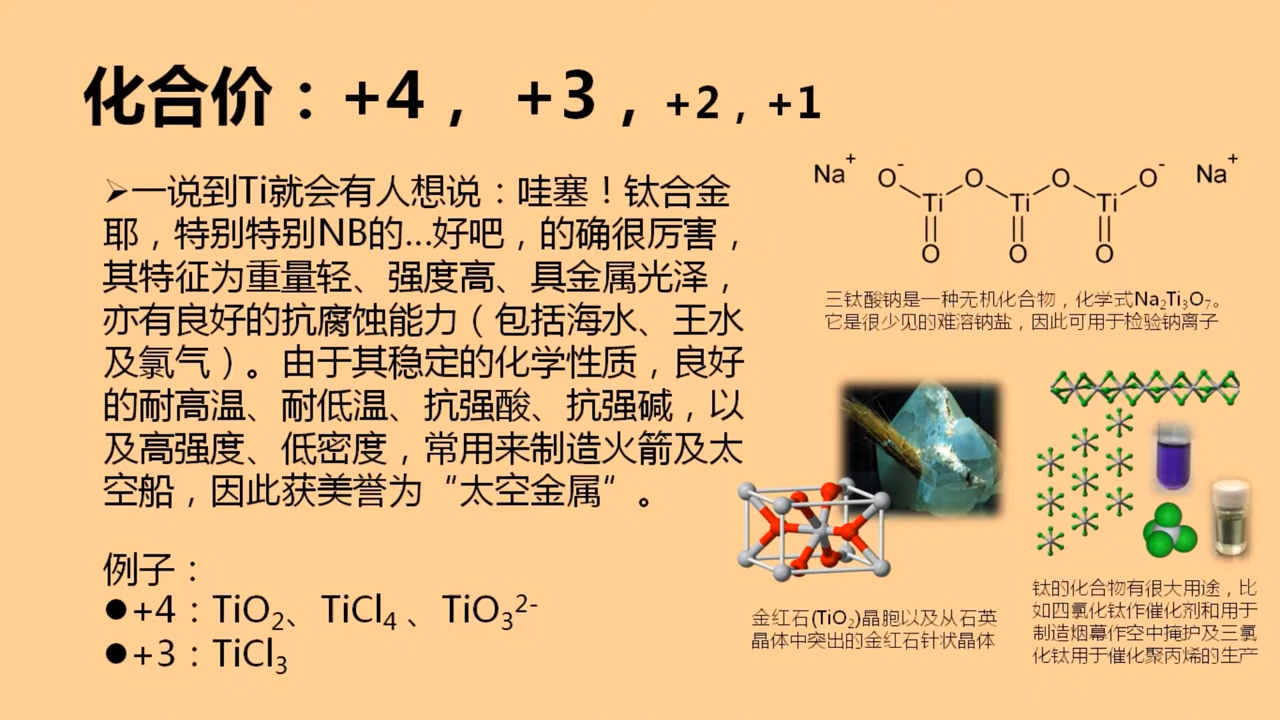 化合价：+4， +3，+2，+1
➢一说到Ti就会有人想说：哇塞！钛合金
耶，特别特别NB的…好吧，的确很厉害，
其特征为重量轻、强度高、具金属光泽，
亦有良好的抗腐蚀能力（包括海水、王水
及氯气）。由于其稳定的化学性质，良好
的耐高温、耐低温、抗强酸、抗强碱，以
及高强度、低密度，常用来制造火箭及太
空船，因此获美誉为“太空金属”。
例子：
●+4：TiO₂、TiCl₄ 、TiO₃²⁻
●+3：TiCl₃
Na⁺ O⁻ O O O⁻ Na⁺
Ti Ti Ti
O O O
三钛酸钠是一种无机化合物，化学式Na₂Ti₃O₇。
它是很少见的难溶钠盐，因此可用于检验钠离子
金红石(TiO₂)晶胞以及从石英
晶体中突出的金红石针状晶体
钛的化合物有很大用途，比
如四氯化钛作催化剂和用于
制造烟幕作空中掩护及三氯
化钛用于催化聚丙烯的生产